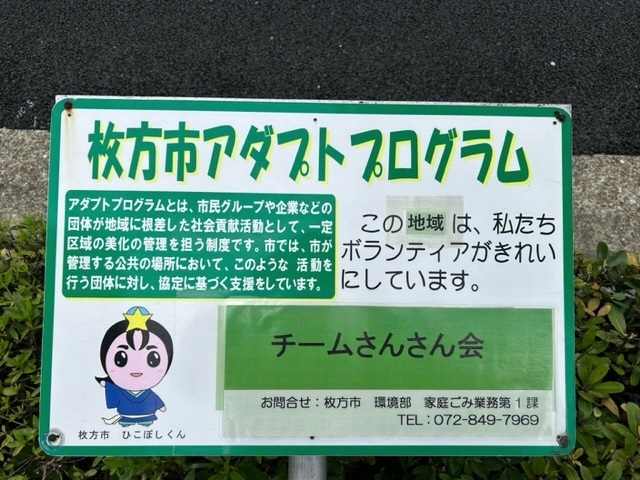 枚方市アダプトプログラム
アダプトプログラムとは、市民グループや企業などの
団体が地域に根差した社会貢献活動として、一定
区域の美化の管理を担う制度です。市では、市が
管理する公共の場所において、このような 活動を
行う団体に対し、協定に基づく支援をしています。
この 地域 は、私たち
ボランティアがきれい
にしています。
チームさんさん会
お問合せ：枚方市 環境部 家庭ごみ業務第1課
TEL：072-849-7969
枚方市 ひこぼしくん